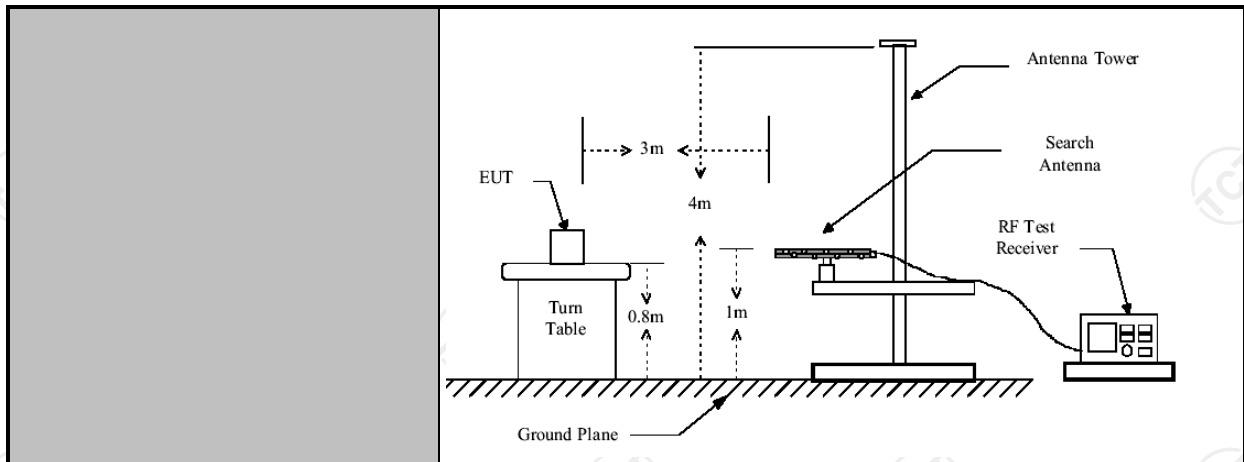 Antenna Tower
Search
Antenna
3m
EUT
4m
RF Test
Receiver
Turn
Table
0.8m
1m
Ground Plane